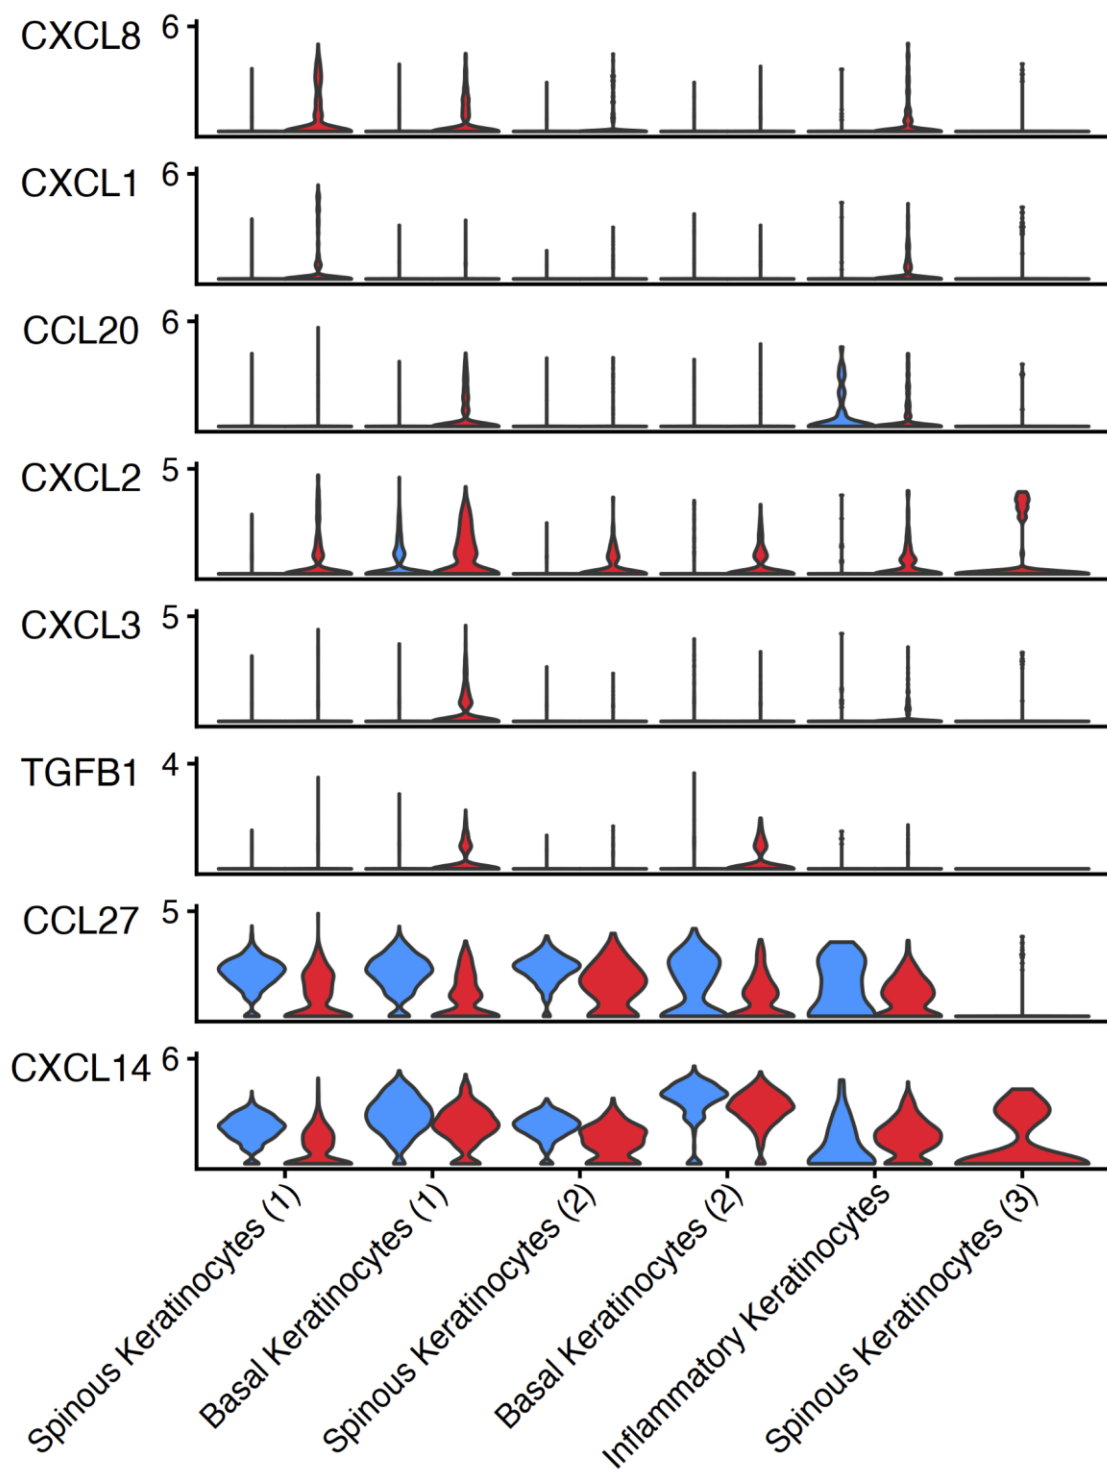 CXCL8 6
CXCL1 6
CCL20 6
CXCL2 5
CXCL3 5
TGFB1 4
CCL27 5
CXCL14 6
Spinous Keratinocytes (1)
Basal Keratinocytes (1)
Spinous Keratinocytes (2)
Basal Keratinocytes (2)
Inflammatory Keratinocytes
Spinous Keratinocytes (3)